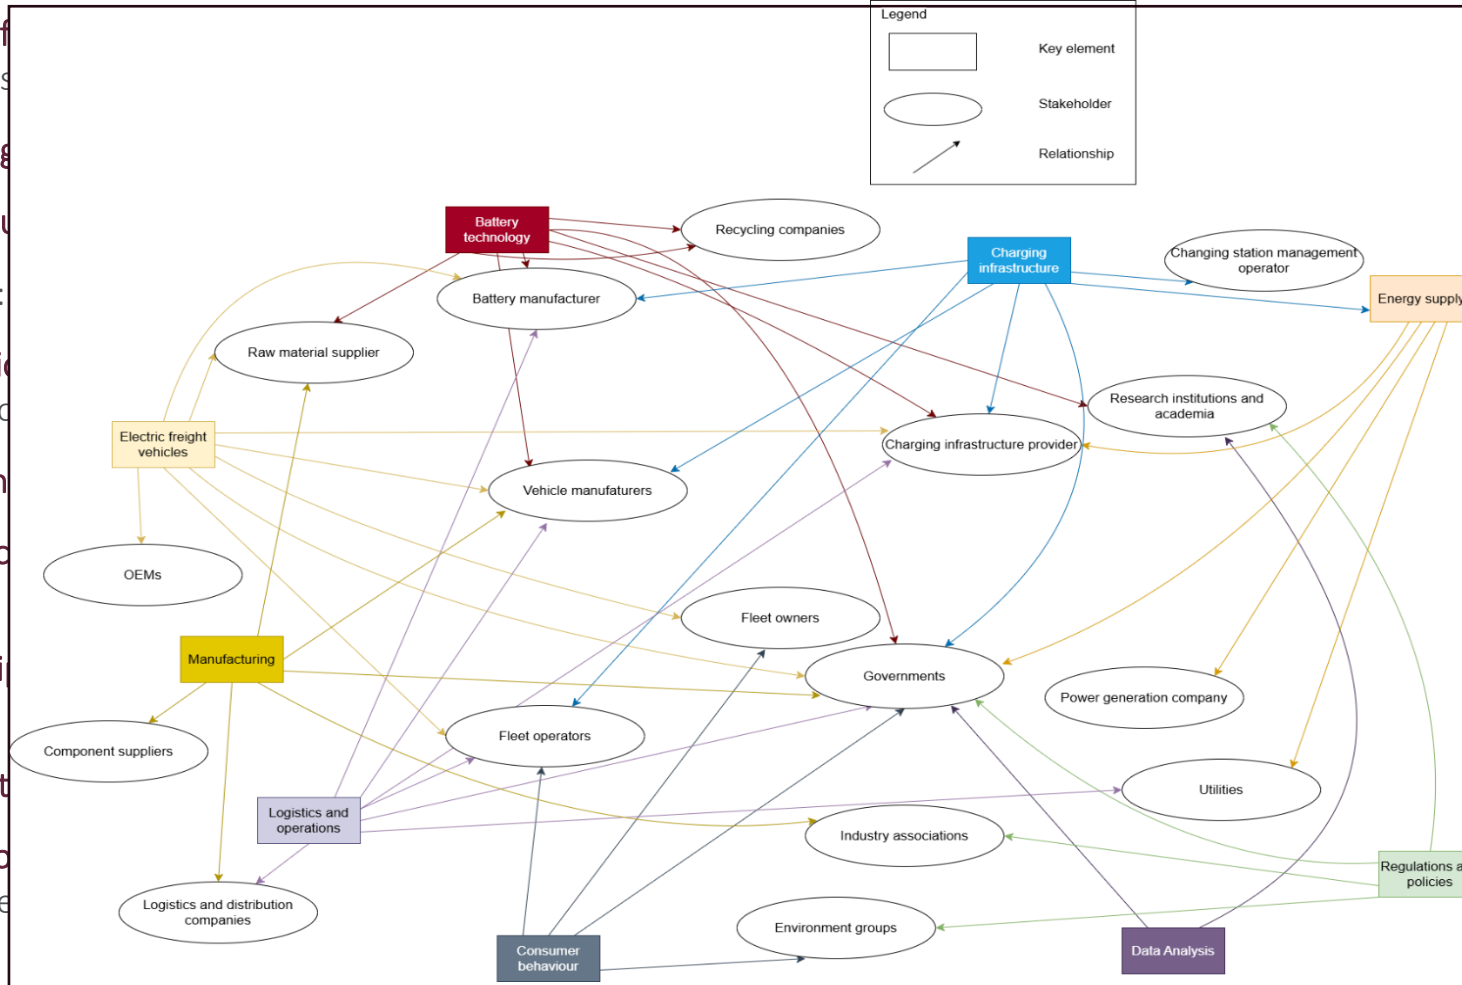 Legend
Key element
Stakeholder
Relationship
Battery
technology
Recycling companies
Charging
infrastructure
Changing station management
operator
Energy supply
Battery manufacturer
Raw material supplier
Research institutions and
academia
Electric freight
vehicles
Charging infrastructure provider
Vehicle manufaturers
OEMs
Fleet owners
Manufacturing
Governments
Power generation company
Component suppliers
Fleet operators
Utilities
Logistics and
operations
Industry associations
Regulations a
policies
Logistics and distribution
companies
Environment groups
Consumer
behaviour
Data Analysis